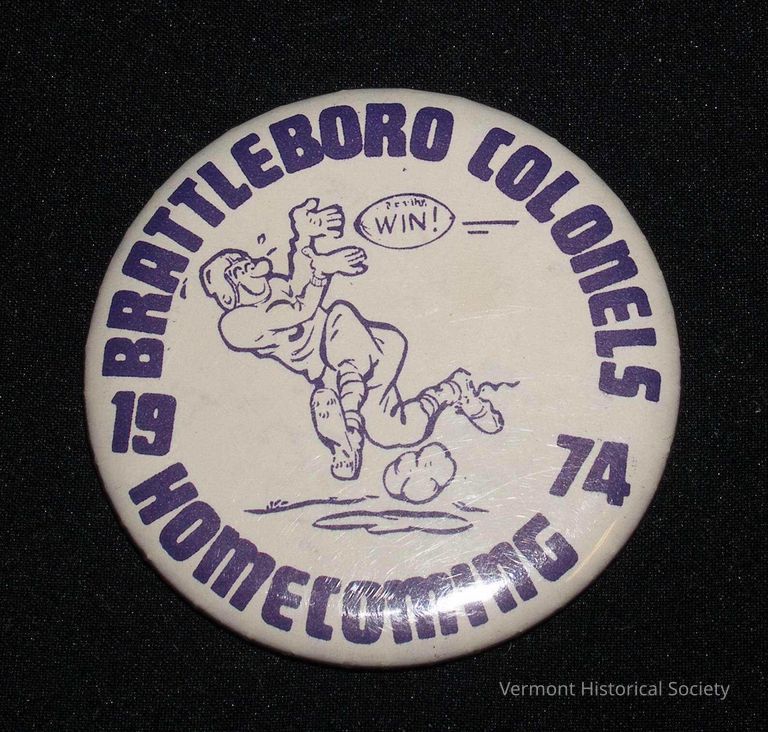 BRATTLEBORO COLONELS
WIN!
19 74
HOMECOMING
Vermont Historical Society